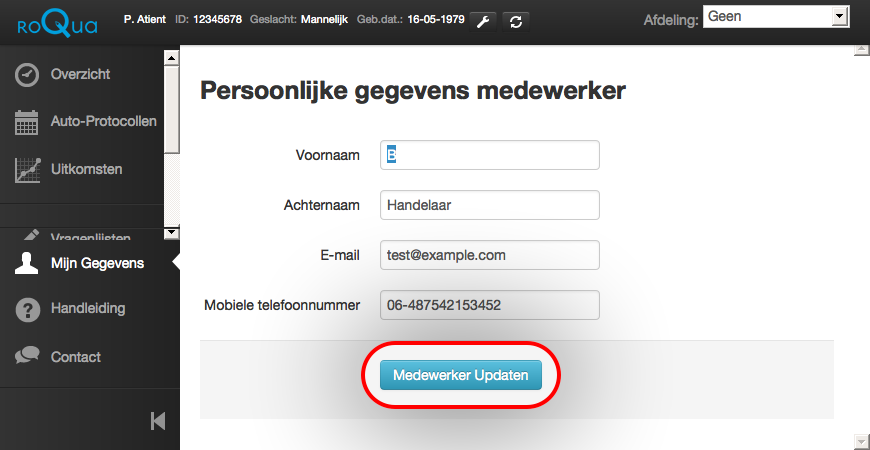 roQua P. Atient ID: 12345678 Geslacht: Mannelijk Geb.dat.: 16-05-1979 Afdeling: Geen
Overzicht
Auto-Protocollen
Uitkomsten
Vragenlijsten
Mijn Gegevens
Handleiding
Contact
Persoonlijke gegevens medewerker
Voornaam B
Achternaam Handelaar
E-mail test@example.com
Mobiele telefoonnummer 06-487542153452
Medewerker Updaten